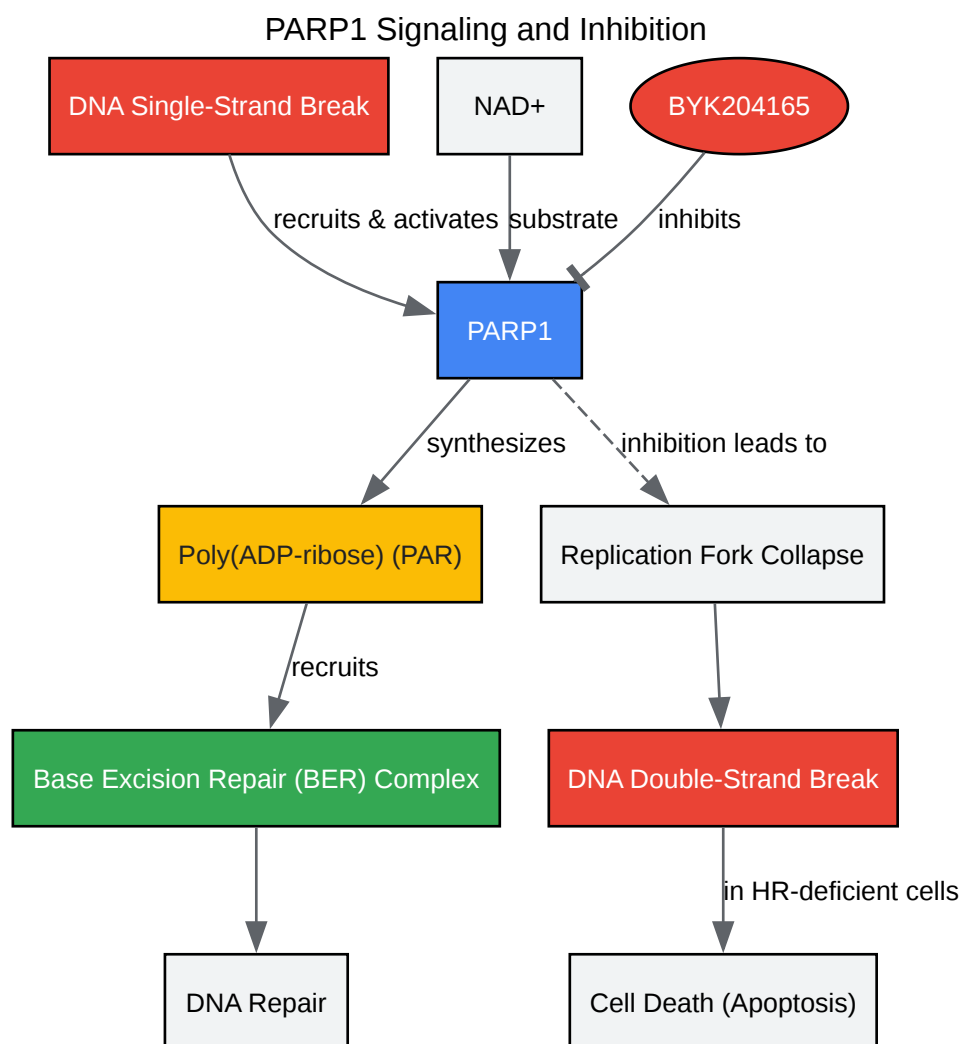 PARP1 Signaling and Inhibition
DNA Single-Strand Break
NAD+
BYK204165
recruits & activates
substrate
inhibits
PARP1
synthesizes
inhibition leads to
Poly(ADP-ribose) (PAR)
Replication Fork Collapse
recruits
Base Excision Repair (BER) Complex
DNA Double-Strand Break
in HR-deficient cells
DNA Repair
Cell Death (Apoptosis)